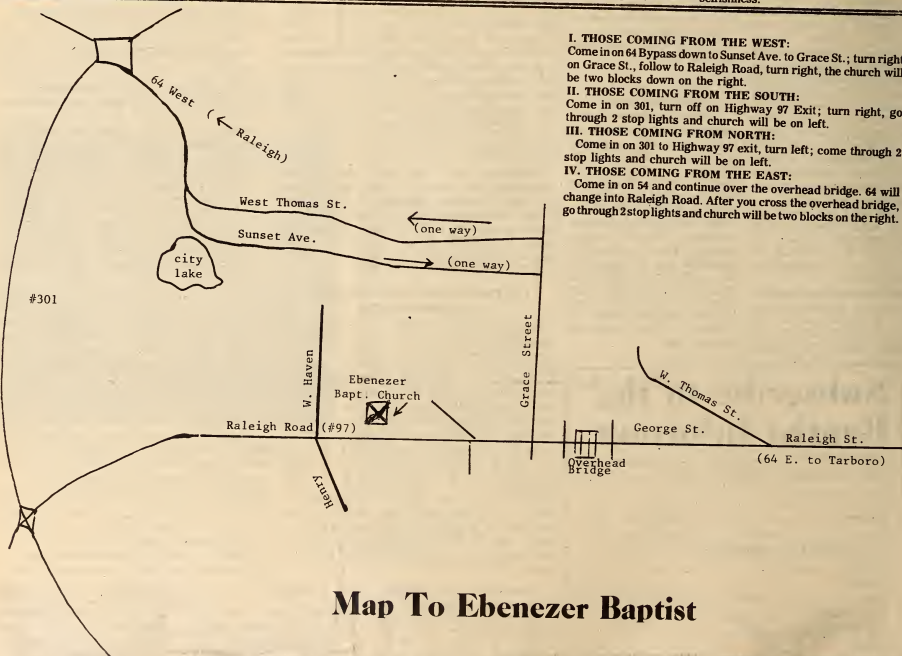 I. THOSE COMING FROM THE WEST:
Come in on 64 Bypass down to Sunset Ave. to Grace St.; turn right
on Grace St., follow to Raleigh Road, turn right, the church will
be two blocks down on the right.
II. THOSE COMING FROM THE SOUTH:
Come in on 301, turn off on Highway 97 Exit; turn right, go
through 2 stop lights and church will be on left.
III. THOSE COMING FROM NORTH:
Come in on 301 to Highway 97 exit, turn left; come through 2
stop lights and church will be on left.
IV. THOSE COMING FROM THE EAST:
Come in on 54 and continue over the overhead bridge. 64 will
change into Raleigh Road. After you cross the overhead bridge,
go through 2 stop lights and church will be two blocks on the right.
64 West (← Raleigh)
West Thomas St.
(one way)
Sunset Ave.
(one way)
city
lake
#301
Grace Street
W. Haven
Ebenezer
Bapt. Church
W. Thomas St.
Raleigh Road (#97)
George St.
Raleigh St.
(64 E. to Tarboro)
Overhead
Bridge
Henry
Map To Ebenezer Baptist